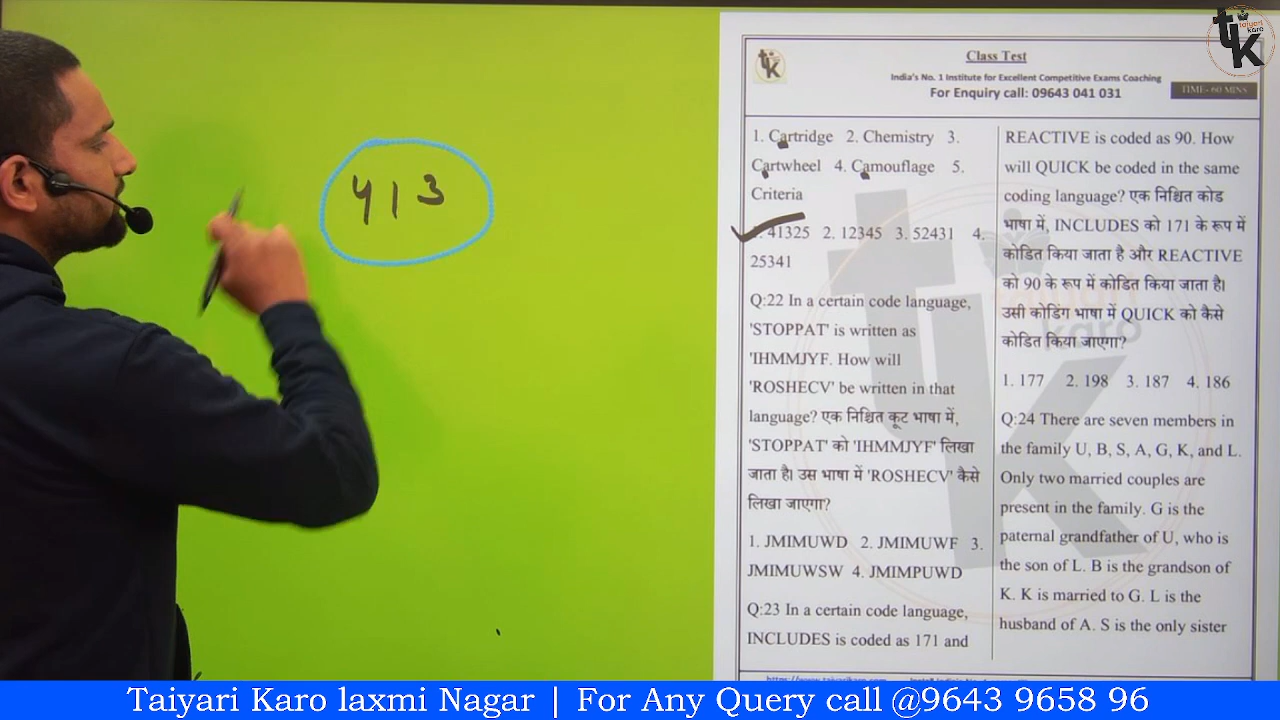 413
taiyari
karo
tk
tk
Class Test
India's No. 1 Institute for Excellent Competitive Exams Coaching
For Enquiry call: 09643 041 031
TIME- 60 MINS
1. Cartridge 2. Chemistry 3.
Cartwheel 4. Camouflage 5.
Criteria
1. 41325 2. 12345 3. 52431 4.
25341
Q:22 In a certain code language,
'STOPPAT' is written as
'IHMMJYF. How will
'ROSHECV' be written in that
language? एक निश्चित कूट भाषा में,
'STOPPAT' को 'IHMMJYF' लिखा
जाता है। उस भाषा में 'ROSHECV' कैसे
लिखा जाएगा?
1. JMIMUWD 2. JMIMUWF 3.
JMIMUWSW 4. JMIMPUWD
Q:23 In a certain code language,
INCLUDES is coded as 171 and
REACTIVE is coded as 90. How
will QUICK be coded in the same
coding language? एक निश्चित कोड
भाषा में, INCLUDES को 171 के रूप में
कोडित किया जाता है और REACTIVE
को 90 के रूप में कोडित किया जाता है।
उसी कोडिंग भाषा में QUICK को कैसे
कोडित किया जाएगा?
1. 177 2. 198 3. 187 4. 186
Q:24 There are seven members in
the family U, B, S, A, G, K, and L.
Only two married couples are
present in the family. G is the
paternal grandfather of U, who is
the son of L. B is the grandson of
K. K is married to G. L is the
husband of A. S is the only sister
Taiyari Karo laxmi Nagar | For Any Query call @9643 9658 96